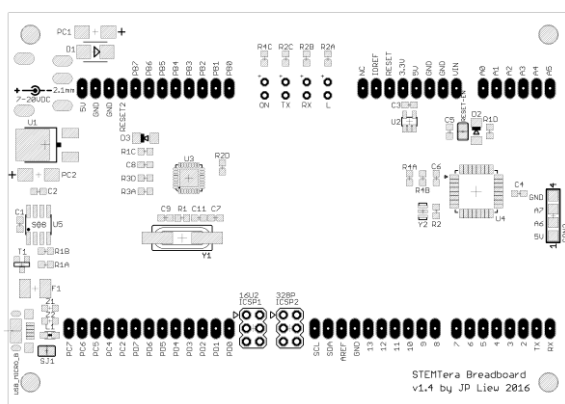 PC1
D1
7-20VDC
2.1mm
5V
GND
GND
RESET2
PB7
PB6
PB5
PB4
PB3
PB2
PB1
PB0
R4C
R2C
R2B
R2A
ON
TX
RX
L
NC
IOREF
RESET
3.3V
5V
GND
GND
VIN
A0
A1
A2
A3
A4
A5
U1
D3
C3
U2
C5
RESET-EN
D2
R1D
PC2
C2
R1C
C8
R3D
R3A
U3
R2D
R4A
R4B
C6
C4
U4
GND
A7
A6
5V
4
1
C1
SO8
U5
C9
R1
C11
C7
Y1
Y2
R2
T1
R1B
R1A
F1
Z1
Z2
SJ1
USB_MICRO_B
PC7
PC6
PC5
PC4
PC2
PD7
PD6
PD5
PD4
PD3
PD2
PD1
PD0
16U2
ICSP1
328P
ICSP2
SCL
SDA
AREF
GND
13
12
11
10
9
8
7
6
5
4
3
2
TX
RX
STEMTera Breadboard
v1.4 by JP Liew 2016